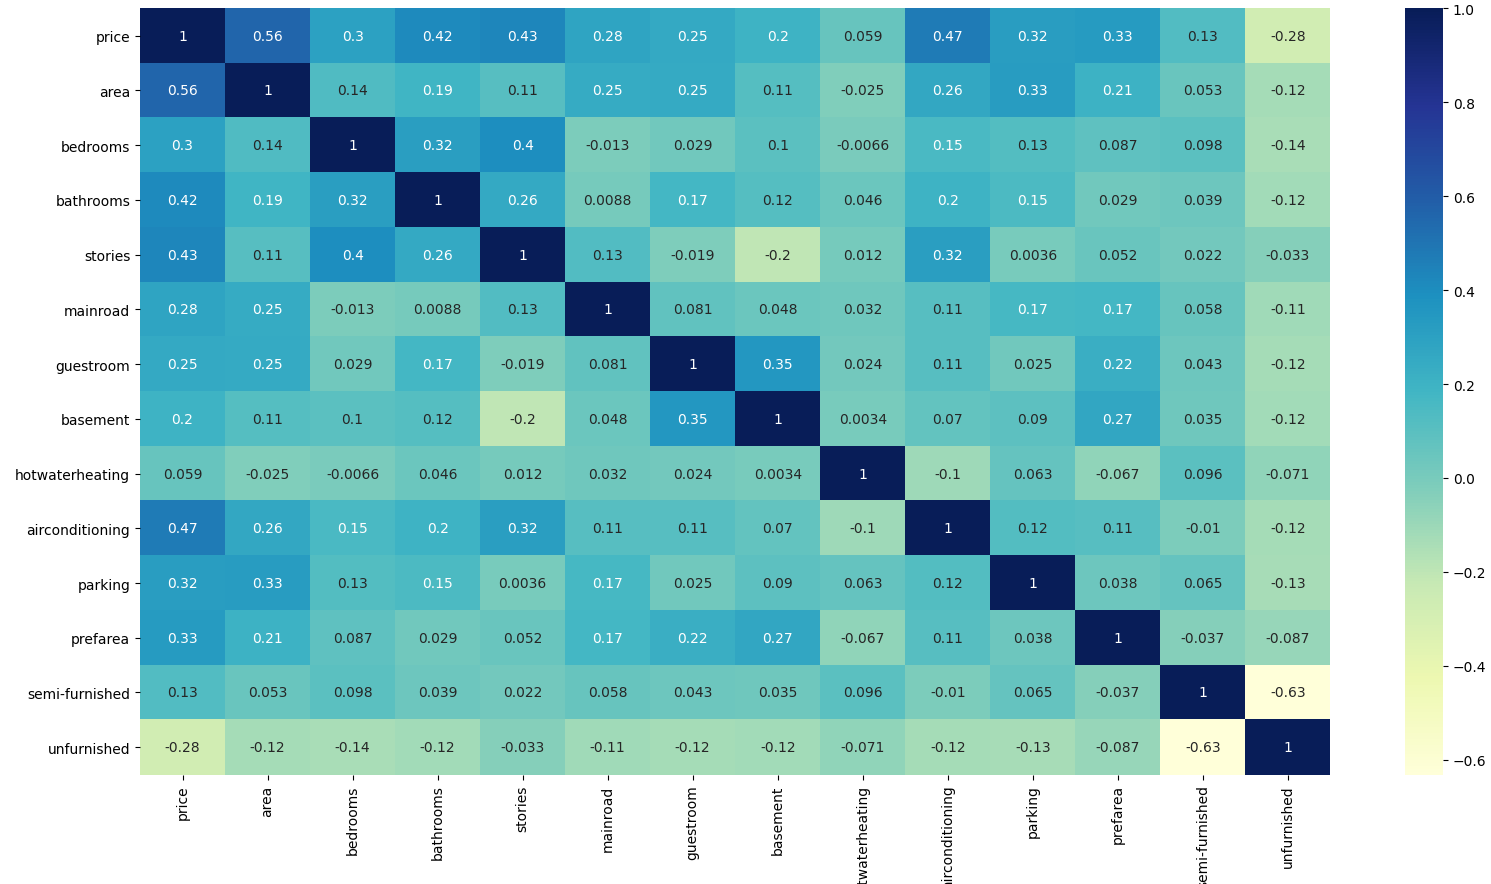 price 1 0.56 0.3 0.42 0.43 0.28 0.25 0.2 0.059 0.47 0.32 0.33 0.13 -0.28
area 0.56 1 0.14 0.19 0.11 0.25 0.25 0.11 -0.025 0.26 0.33 0.21 0.053 -0.12
bedrooms 0.3 0.14 1 0.32 0.4 -0.013 0.029 0.1 -0.0066 0.15 0.13 0.087 0.098 -0.14
bathrooms 0.42 0.19 0.32 1 0.26 0.0088 0.17 0.12 0.046 0.2 0.15 0.029 0.039 -0.12
stories 0.43 0.11 0.4 0.26 1 0.13 -0.019 -0.2 0.012 0.32 0.0036 0.052 0.022 -0.033
mainroad 0.28 0.25 -0.013 0.0088 0.13 1 0.081 0.048 0.032 0.11 0.17 0.17 0.058 -0.11
guestroom 0.25 0.25 0.029 0.17 -0.019 0.081 1 0.35 0.024 0.11 0.025 0.22 0.043 -0.12
basement 0.2 0.11 0.1 0.12 -0.2 0.048 0.35 1 0.0034 0.07 0.09 0.27 0.035 -0.12
hotwaterheating 0.059 -0.025 -0.0066 0.046 0.012 0.032 0.024 0.0034 1 -0.1 0.063 -0.067 0.096 -0.071
airconditioning 0.47 0.26 0.15 0.2 0.32 0.11 0.11 0.07 -0.1 1 0.12 0.11 -0.01 -0.12
parking 0.32 0.33 0.13 0.15 0.0036 0.17 0.025 0.09 0.063 0.12 1 0.038 0.065 -0.13
prefarea 0.33 0.21 0.087 0.029 0.052 0.17 0.22 0.27 -0.067 0.11 0.038 1 -0.037 -0.087
semi-furnished 0.13 0.053 0.098 0.039 0.022 0.058 0.043 0.035 0.096 -0.01 0.065 -0.037 1 -0.63
unfurnished -0.28 -0.12 -0.14 -0.12 -0.033 -0.11 -0.12 -0.12 -0.071 -0.12 -0.13 -0.087 -0.63 1
price
area
bedrooms
bathrooms
stories
mainroad
guestroom
basement
twaterheating
irconditioning
parking
prefarea
semi-furnished
unfurnished
1.0
0.8
0.6
0.4
0.2
0.0
−0.2
−0.4
−0.6